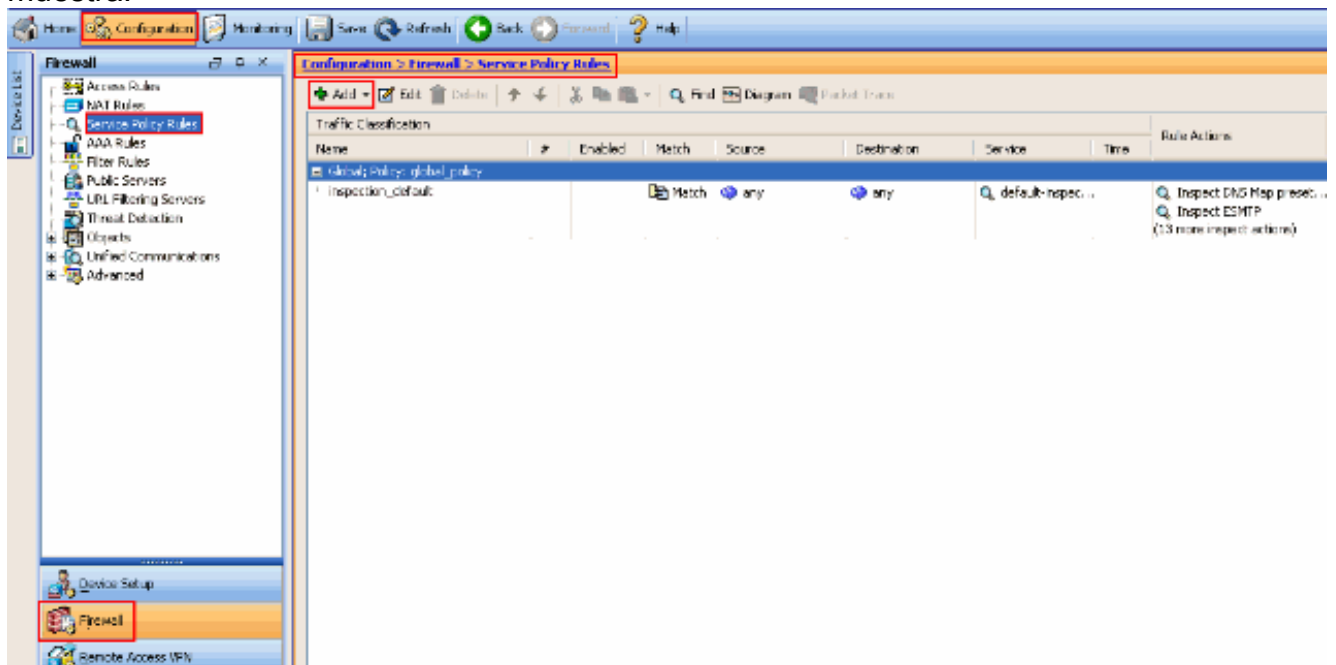 muestra:
Home Configuration Monitoring Save Refresh Back Forward Help
Device List
Firewall
Access Rules
NAT Rules
Service Policy Rules
AAA Rules
Filter Rules
Public Servers
URL Filtering Servers
Threat Detection
Objects
Unified Communications
Advanced
Device Setup
Firewall
Remote Access VPN
Configuration > Firewall > Service Policy Rules
Add Edit Delete Find Diagram Packet Trace
Traffic Classification
Rule Actions
Name # Enabled Match Source Destination Service Time
Global; Policy: global_policy
inspection_default Match any any default-inspec... Inspect DNS Map preset...
Inspect ESMTP
(13 more inspect actions)